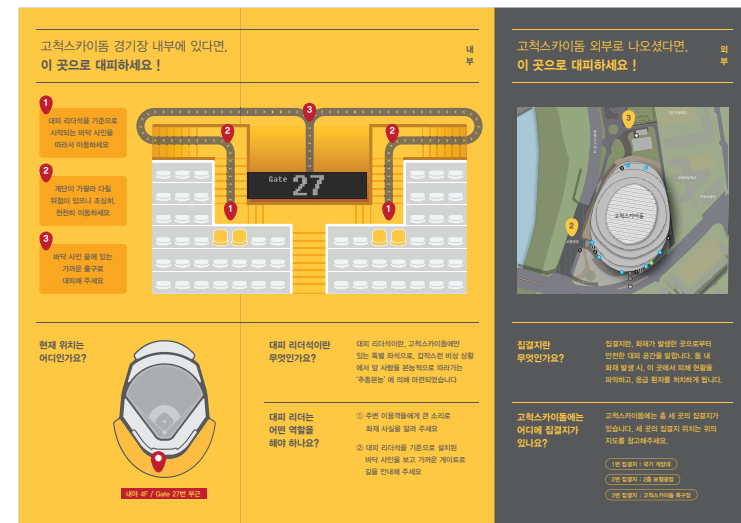 고척스카이돔 경기장 내부에 있다면,
이 곳으로 대피하세요 !
내
부
1
대피 리더석을 기준으로
시작되는 바닥 사인을
따라서 이동하세요
2
계단이 가팔라 다칠
위험이 있으니 조심히,
천천히 이동하세요
3
바닥 사인 끝에 있는
가까운 출구로
대피해 주세요
3
2
2
Gate 27
1
1
현재 위치는
어디인가요?
내야 4F / Gate 27번 부근
대피 리더석이란
무엇인가요?
대피 리더석이란, 고척스카이돔에만
있는 특별 좌석으로, 갑작스런 비상 상황
에서 앞 사람을 본능적으로 따라가는
'추종본능' 에 의해 마련되었습니다
대피 리더는
어떤 역할을
해야 하나요?
① 주변 이용객들에게 큰 소리로
화재 사실을 알려 주세요
② 대피 리더석을 기준으로 설치된
바닥 사인을 보고 가까운 게이트로
길을 안내해 주세요
고척스카이돔 외부로 나오셨다면,
이 곳으로 대피하세요 !
외
부
3
고척스카이돔
2
집결지란
무엇인가요?
집결지란, 화재가 발생한 곳으로부터
안전한 대피 공간을 말합니다. 돔 내
화재 발생 시, 이 곳에서 피해 현황을
파악하고, 응급 환자를 처치하게 됩니다.
고척스카이돔에는
어디에 집결지가
있나요?
고척스카이돔에는 총 세 곳의 집결지가
있습니다. 세 곳의 집결지 위치는 위의
지도를 참고해주세요.
1번 집결지 : 국기 게양대
2번 집결지 : 2층 보행광장
3번 집결지 : 고척스카이돔 축구장